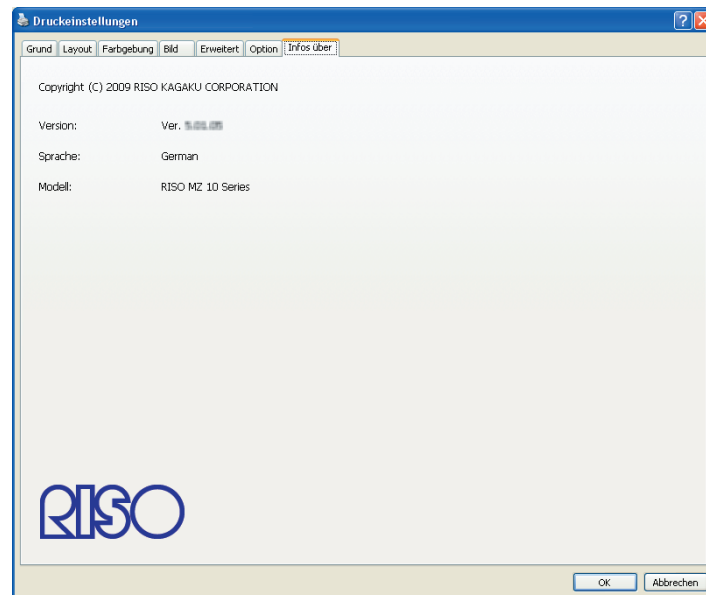 Druckeinstellungen
Grund Layout Farbgebung Bild Erweitert Option Infos über
Copyright (C) 2009 RISO KAGAKU CORPORATION
Version: Ver.
Sprache: German
Modell: RISO MZ 10 Series
RISO
OK Abbrechen